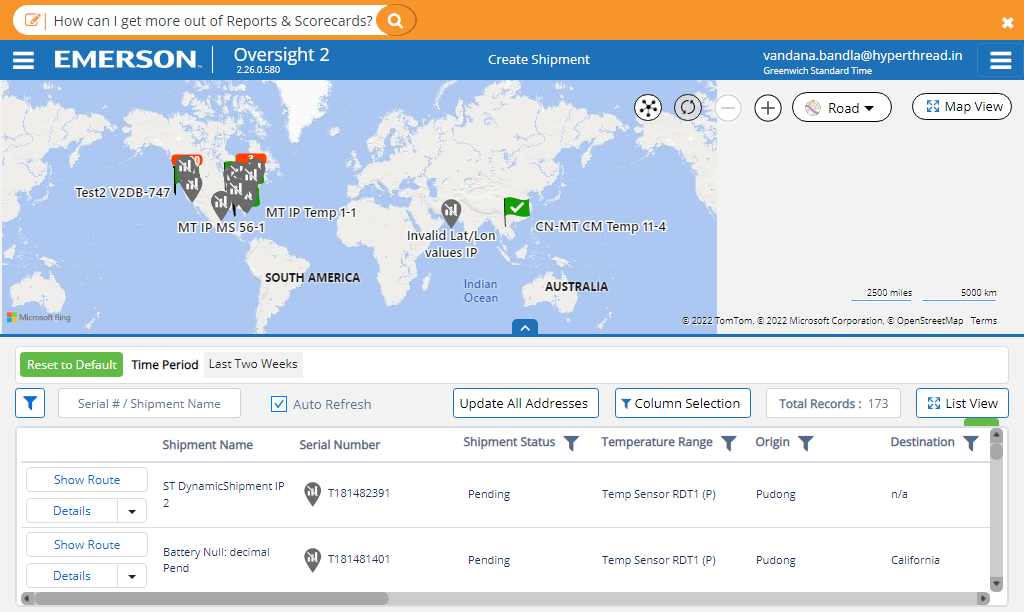 How can I get more out of Reports & Scorecards?
EMERSON
Oversight 2
2.26.0.580
Create Shipment
vandana.bandla@hyperthread.in
Greenwich Standard Time
Road
Map View
Test2 V2DB-747
MT IP Temp 1-1
MT IP MS 56-1
Invalid Lat/Lon
values IP
CN-MT CM Temp 11-4
SOUTH AMERICA
Indian
Ocean
AUSTRALIA
2500 miles
5000 km
Microsoft Bing
© 2022 TomTom, © 2022 Microsoft Corporation, © OpenStreetMap Terms
Reset to Default
Time Period
Last Two Weeks
Serial # / Shipment Name
Auto Refresh
Update All Addresses
Column Selection
Total Records : 173
List View
Shipment Name
Serial Number
Shipment Status
Temperature Range
Origin
Destination
Show Route
Details
ST DynamicShipment IP
2
T181482391
Pending
Temp Sensor RDT1 (P)
Pudong
n/a
Show Route
Details
Battery Null: decimal
Pend
T181481401
Pending
Temp Sensor RDT1 (P)
Pudong
California